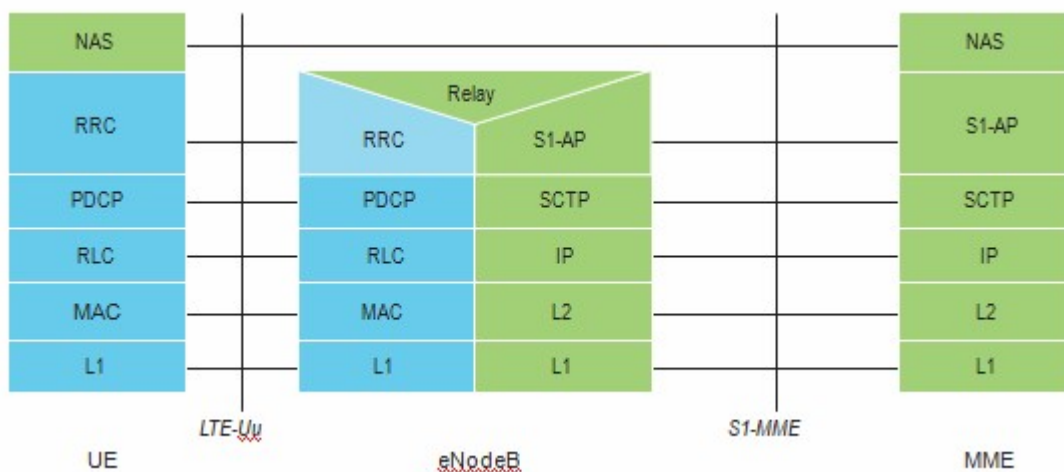 NAS NAS
Relay
RRC RRC S1-AP S1-AP
PDCP PDCP SCTP SCTP
RLC RLC IP IP
MAC MAC L2 L2
L1 L1 L1 L1
LTE-Uu S1-MME
UE eNodeB MME